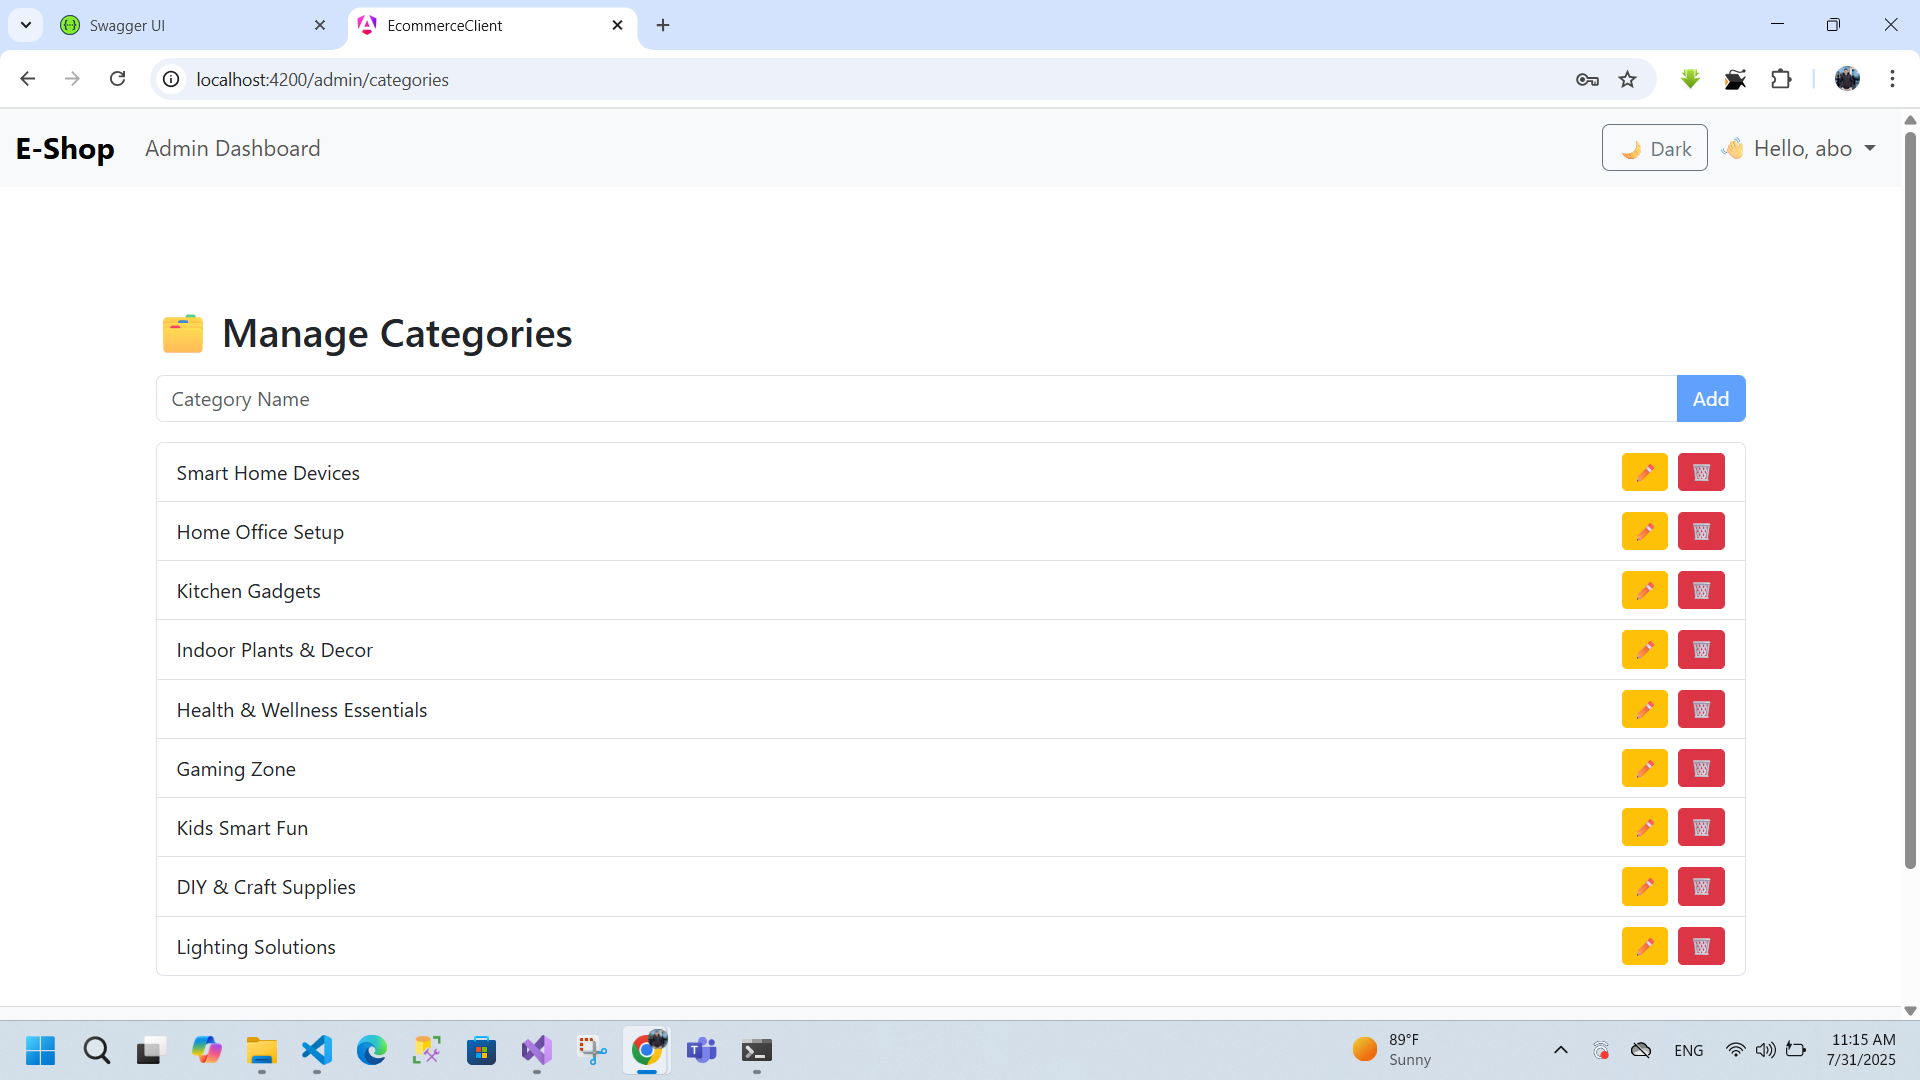 Swagger UI
EcommerceClient
localhost:4200/admin/categories
E-Shop
Admin Dashboard
Dark
Hello, abo
Manage Categories
Category Name
Add
Smart Home Devices
Home Office Setup
Kitchen Gadgets
Indoor Plants & Decor
Health & Wellness Essentials
Gaming Zone
Kids Smart Fun
DIY & Craft Supplies
Lighting Solutions
89°F
Sunny
ENG
11:15 AM
7/31/2025